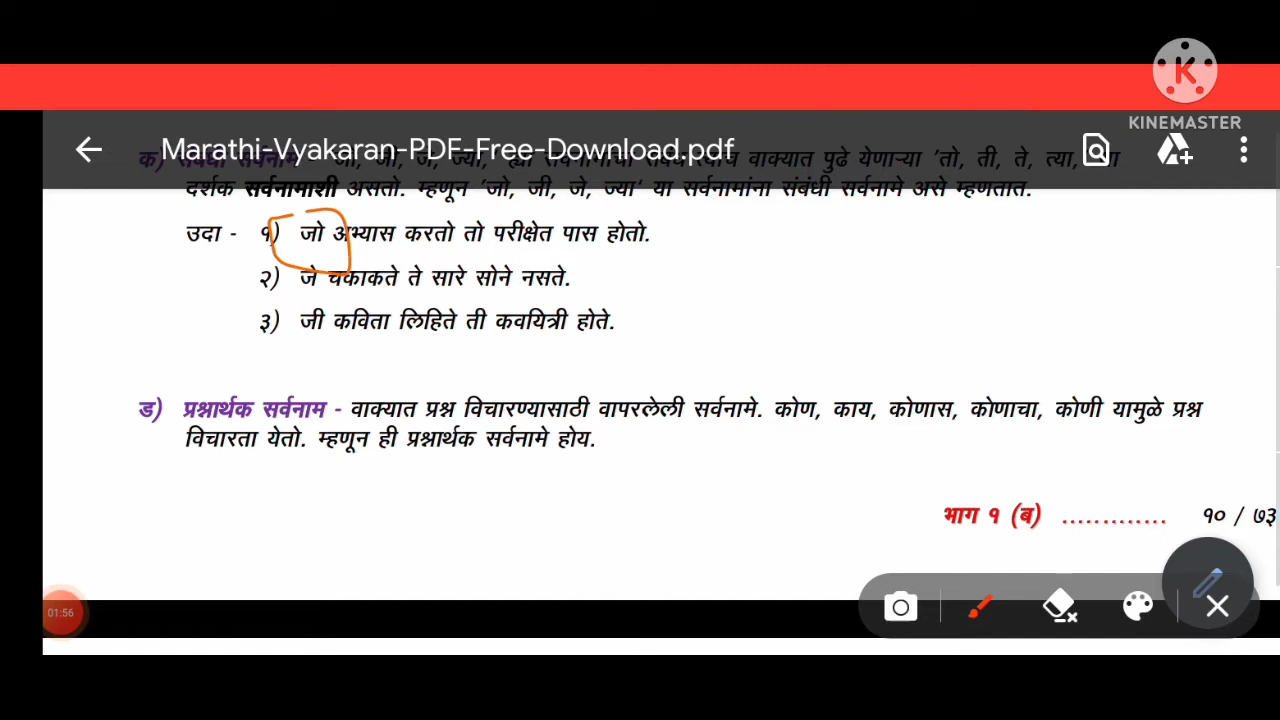 KINEMASTER
Marathi-Vyakaran-PDF-Free-Download.pdf
वाक्यात पुढे येणाऱ्या 'तो, ती, ते, त्या,
दर्शक सर्वनामाशी असतो. म्हणून 'जो, जी, जे, ज्या' या सर्वनामांना संबंधी सर्वनामे असे म्हणतात.
उदा - १) जो अभ्यास करतो तो परीक्षेत पास होतो.
२) जे चकाकते ते सारे सोने नसते.
३) जी कविता लिहिते ती कवयित्री होते.
ड) प्रश्नार्थक सर्वनाम - वाक्यात प्रश्न विचारण्यासाठी वापरलेली सर्वनामे. कोण, काय, कोणास, कोणाचा, कोणी यामुळे प्रश्न
विचारता येतो. म्हणून ही प्रश्नार्थक सर्वनामे होय.
भाग १ (ब) ............. १० / ७३
01:56